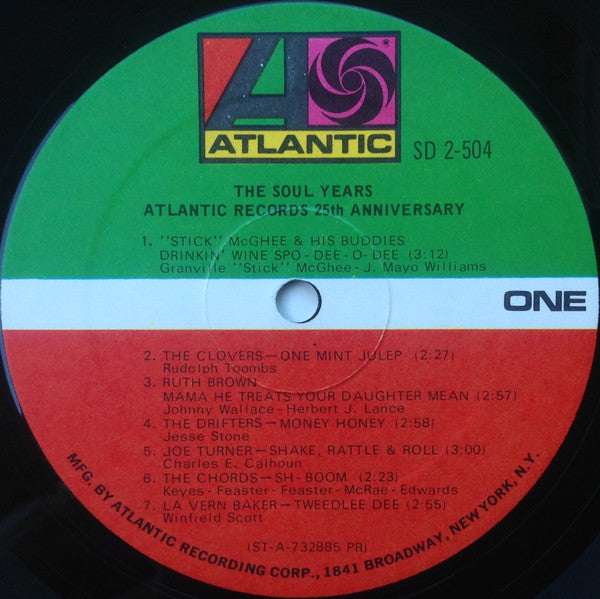 ATLANTIC
SD 2-504
THE SOUL YEARS
ATLANTIC RECORDS 25th ANNIVERSARY
1. "STICK" McGHEE & HIS BUDDIES
DRINKIN' WINE SPO - DEE - O - DEE (3:12)
Granville "Stick" McGhee - J. Mayo Williams
ONE
2. THE CLOVERS — ONE MINT JULEP (2:27)
Rudolph Toombs
3. RUTH BROWN
MAMA HE TREATS YOUR DAUGHTER MEAN (2:57)
Johnny Wallace - Herbert J. Lance
4. THE DRIFTERS — MONEY HONEY (2:58)
Jesse Stone
5. JOE TURNER — SHAKE, RATTLE & ROLL (3:00)
Charles E. Calhoun
6. THE CHORDS — SH - BOOM (2:23)
Keyes - Feaster - Feaster - McRae - Edwards
7. LA VERN BAKER — TWEEDLEE DEE (2:55)
Winfield Scott
(ST-A-732885 PR)
MFG. BY ATLANTIC RECORDING CORP., 1841 BROADWAY, NEW YORK, N.Y.